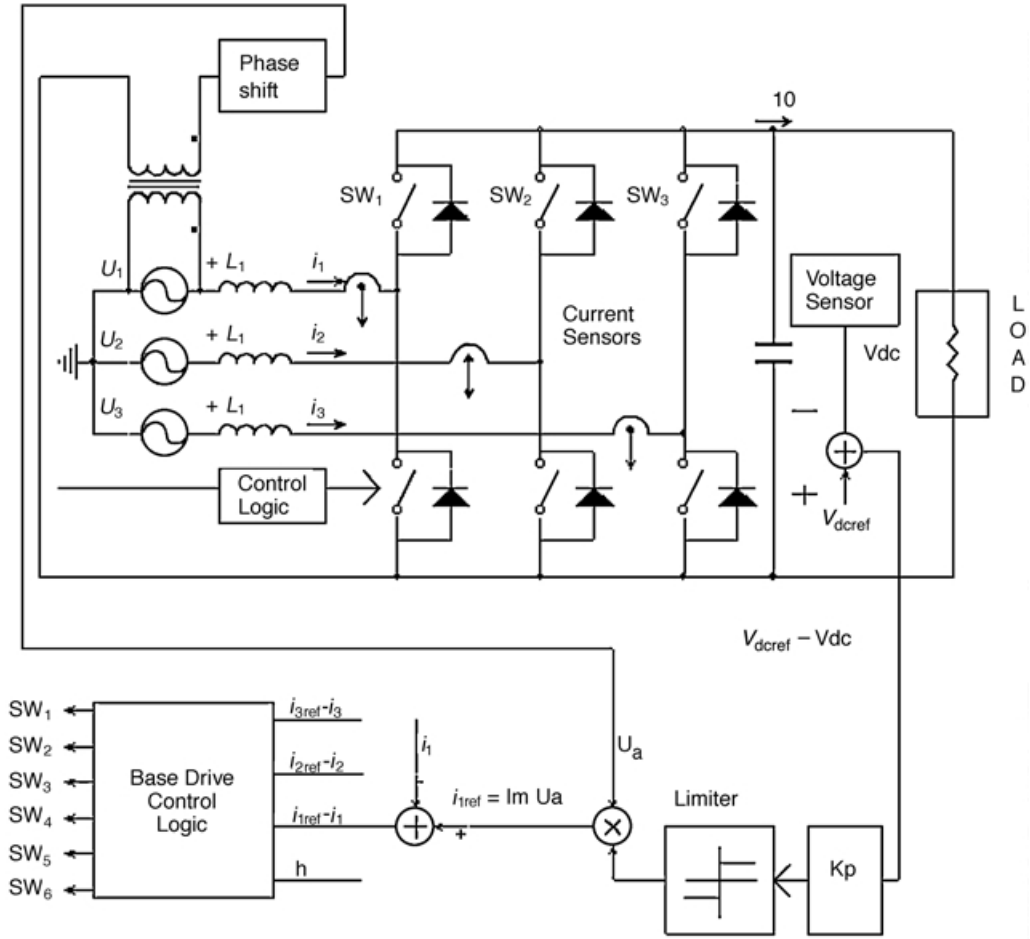 Phase
shift
10
SW1
SW2
SW3
U1
+ L1
i1
U2
+ L1
i2
U3
+ L1
i3
Current
Sensors
Voltage
Sensor
Vdc
LOAD
−
+
Vdcref
Control
Logic
Vdcref – Vdc
SW1
SW2
SW3
SW4
SW5
SW6
Base Drive
Control
Logic
i3ref-i3
i2ref-i2
i1ref-i1
h
i1
-
+
i1ref = Im Ua
Ua
Limiter
Kp